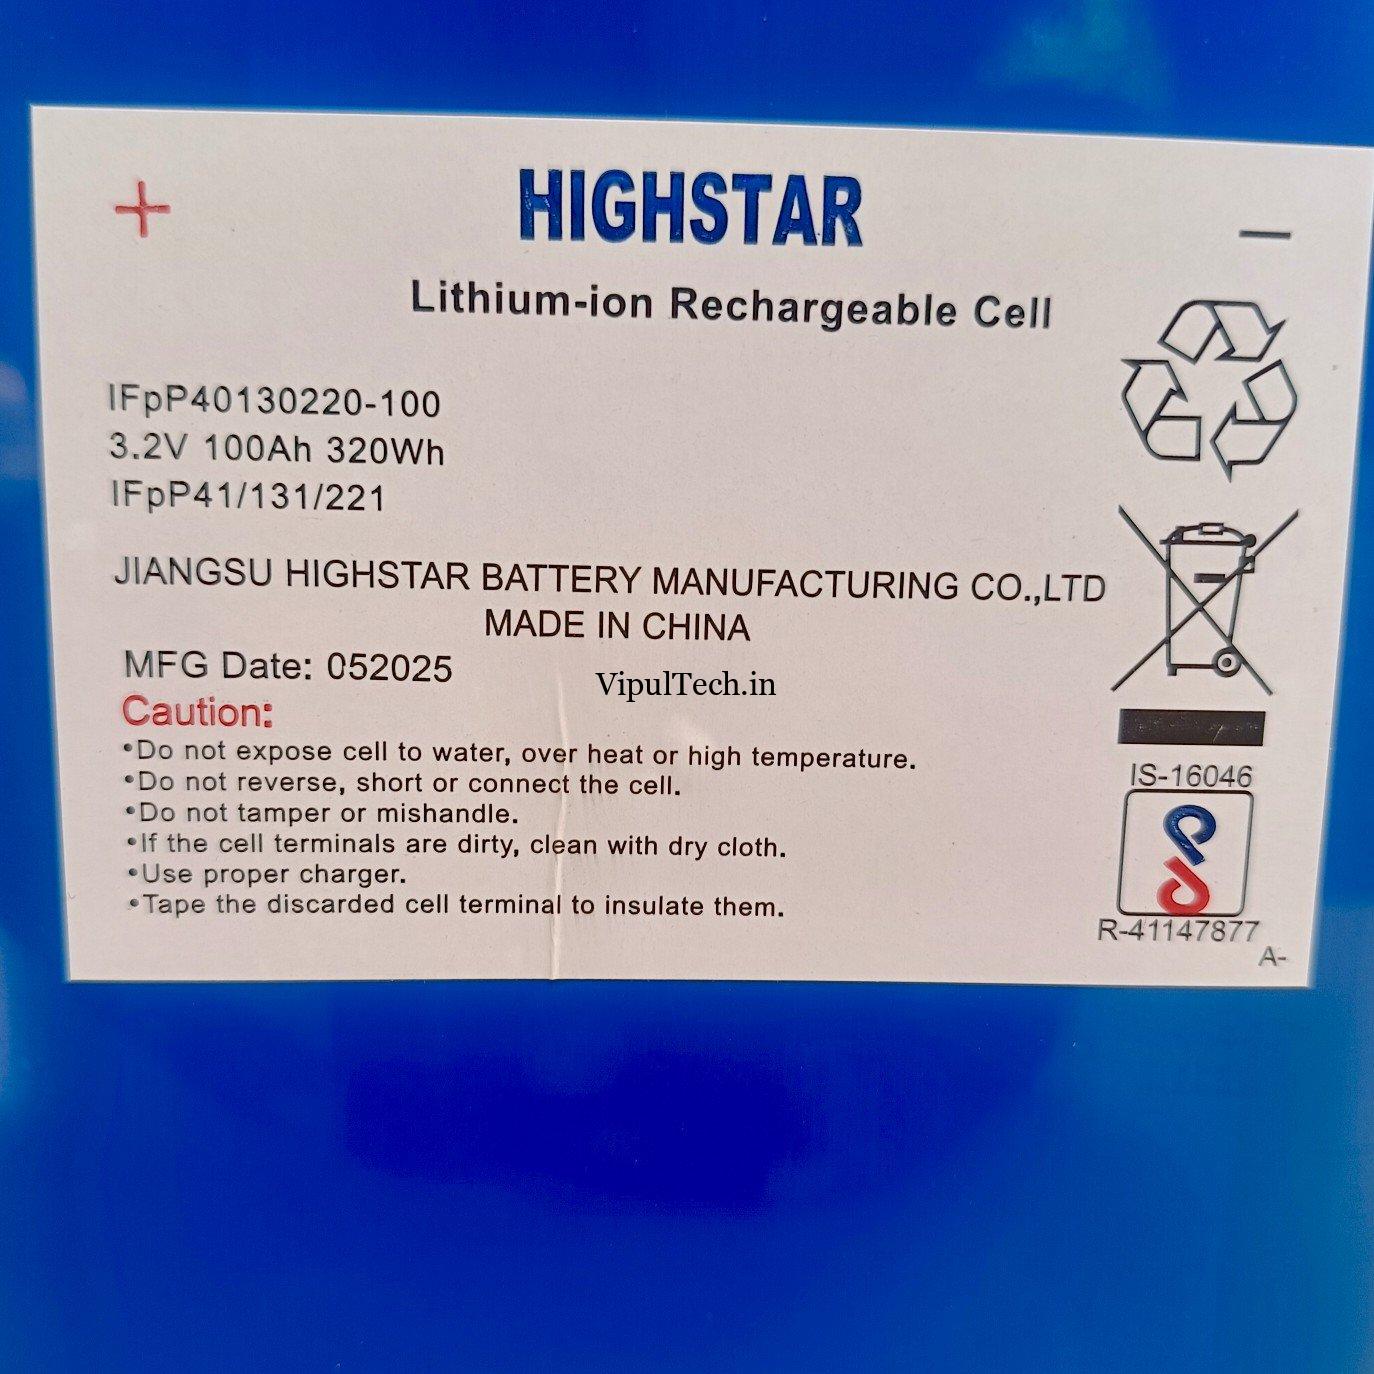 +
HIGHSTAR
—
Lithium-ion Rechargeable Cell
IFpP40130220-100
3.2V 100Ah 320Wh
IFpP41/131/221
JIANGSU HIGHSTAR BATTERY MANUFACTURING CO.,LTD
MADE IN CHINA
MFG Date: 052025
VipulTech.in
Caution:
•Do not expose cell to water, over heat or high temperature.
•Do not reverse, short or connect the cell.
•Do not tamper or mishandle.
•If the cell terminals are dirty, clean with dry cloth.
•Use proper charger.
•Tape the discarded cell terminal to insulate them.
IS-16046
R-41147877
A-